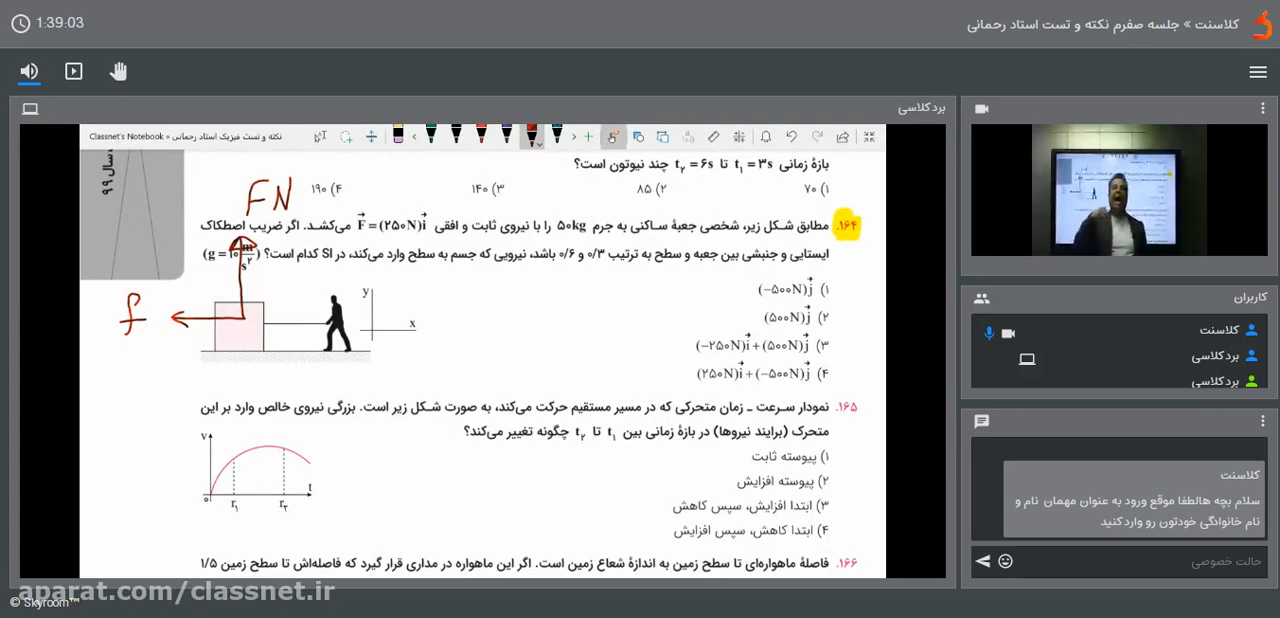 1:39:03
کلاسنت » جلسه صفرم نکته و تست استاد رحمانی
برد کلاسی
Classnet's Notebook » نکته و تست فیزیک استاد رحمانی
سال ۹۹
بازهٔ زمانی t₁ = ۳s تا t₂ = ۶s چند نیوتون است؟
۱) ۷۰
۲) ۸۵
۳) ۱۴۰
۴) ۱۹۰
FN
۱۶۴. مطابق شکل زیر، شخصی جعبهٔ ساکنی به جرم ۵۰kg را با نیروی ثابت و افقی F⃗ = (۲۵۰N)i⃗ می‌کشد. اگر ضریب اصطکاک
ایستایی و جنبشی بین جعبه و سطح به ترتیب ۰/۳ و ۰/۶ باشد، نیرویی که جسم به سطح وارد می‌کند، در SI کدام است؟ (g = ۱۰ m/s²)
۱) (−۵۰۰N)j⃗
۲) (۵۰۰N)j⃗
۳) (−۲۵۰N)i⃗ + (۵۰۰N)j⃗
۴) (۲۵۰N)i⃗ + (−۵۰۰N)j⃗
f
y
x
۱۶۵. نمودار سرعت ـ زمان متحرکی که در مسیر مستقیم حرکت می‌کند، به صورت شکل زیر است. بزرگی نیروی خالص وارد بر این
متحرک (برایند نیروها) در بازهٔ زمانی بین t₁ تا t₂ چگونه تغییر می‌کند؟
۱) پیوسته ثابت
۲) پیوسته افزایش
۳) ابتدا افزایش، سپس کاهش
۴) ابتدا کاهش، سپس افزایش
v
t
o
r₁
r₂
۱۶۶. فاصلهٔ ماهواره‌ای تا سطح زمین به اندازهٔ شعاع زمین است. اگر این ماهواره در مداری قرار گیرد که فاصله‌اش تا سطح زمین ۱/۵
کاربران
کلاسنت
بردکلاسی
بردکلاسی
کلاسنت
سلام بچه هالطفا موقع ورود به عنوان مهمان نام و
نام خانوادگی خودتون رو واردکنید
حالت خصوصی
aparat.com/classnet.ir
© Skyroom™